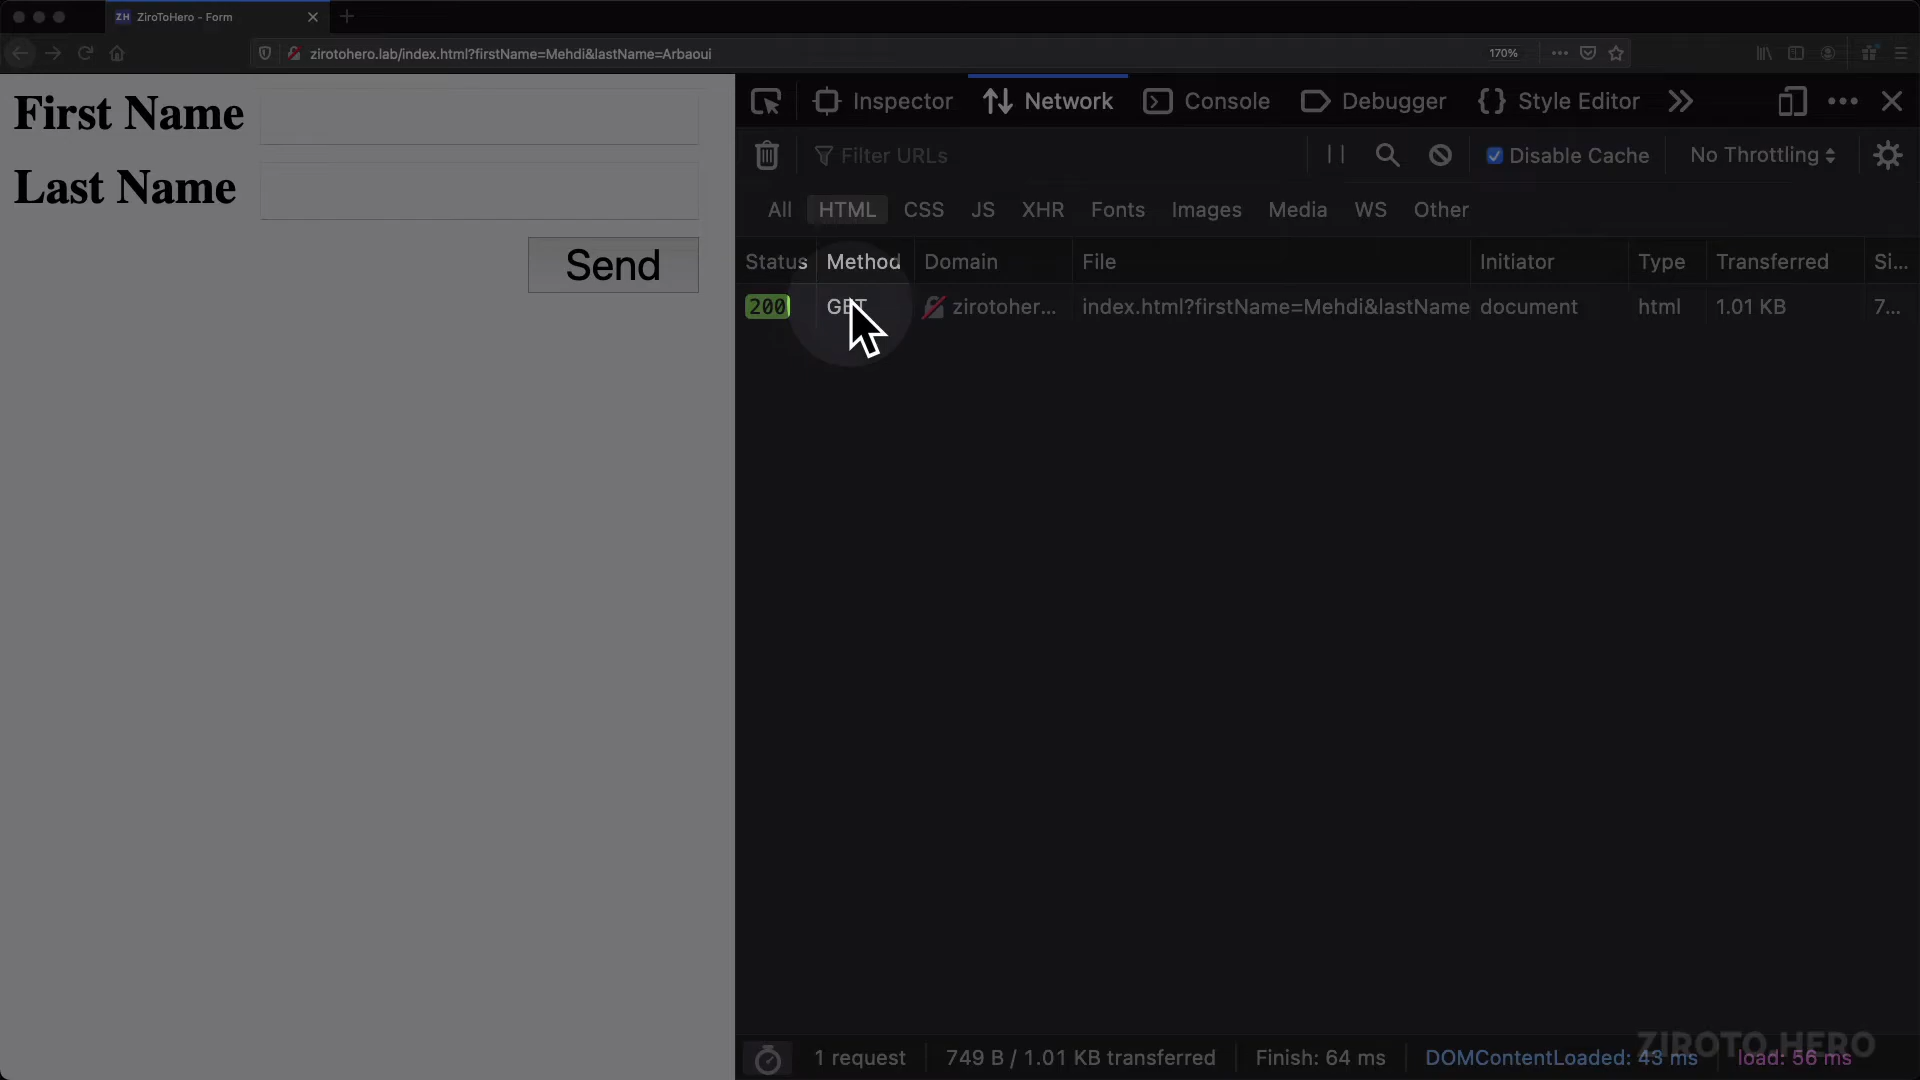 ZH ZiroToHero - Form
zirotohero.lab/index.html?firstName=Mehdi&lastName=Arbaoui 170%
First Name
Last Name
Send
Inspector Network Console Debugger Style Editor
Filter URLs Disable Cache No Throttling
All HTML CSS JS XHR Fonts Images Media WS Other
Status Method Domain File Initiator Type Transferred Si...
200 GET zirotoher... index.html?firstName=Mehdi&lastName document html 1.01 KB 7...
1 request 749 B / 1.01 KB transferred Finish: 64 ms DOMContentLoaded: 43 ms load: 56 ms
ZIROTO.HERO